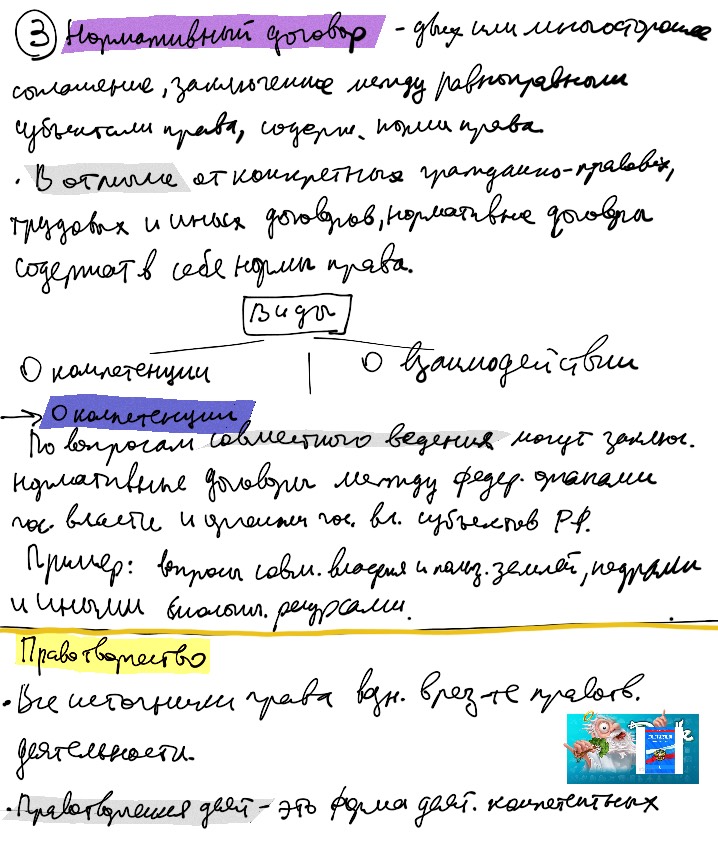 3 Нормативный договор - двух или многостороннее
соглашение, заключенное между равноправными
субъектами права, содерж. нормы права.
· В отличие от конкретных гражданско-правовых,
трудовых и иных договоров, нормативные договоры
содержат в себе нормы права.
Виды
О компетенции | О взаимодействии
→ О компетенции
По вопросам совместного ведения могут заключ.
нормативные договоры между федер. органами
гос. власти и органами гос. вл. субъектов РФ.
Пример: вопросы совм. владения и польз. землёй, недрами
и иными биологич. ресурсами.
Правотворчество
· Все источники права возн. в рез-те правотв.
деятельности.
· Правотворческая деят - это форма деят. компетентных